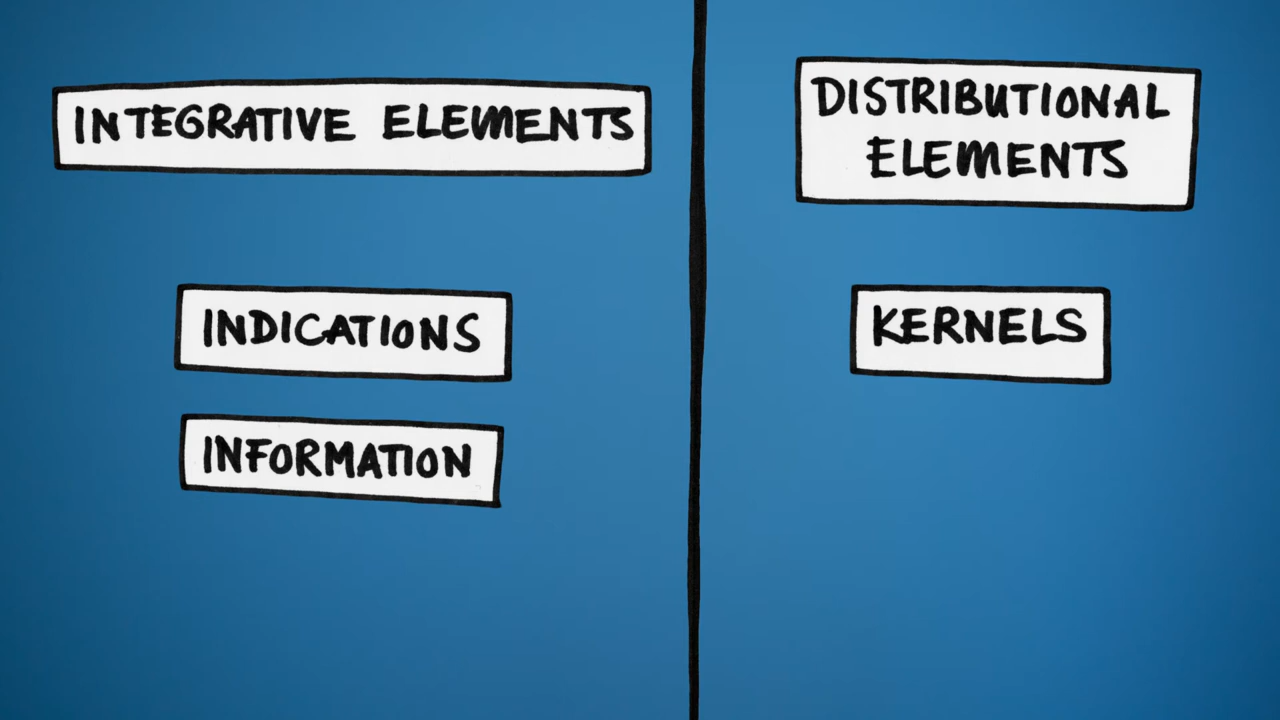 INTEGRATIVE ELEMENTS
INDICATIONS
INFORMATION
DISTRIBUTIONAL
ELEMENTS
KERNELS